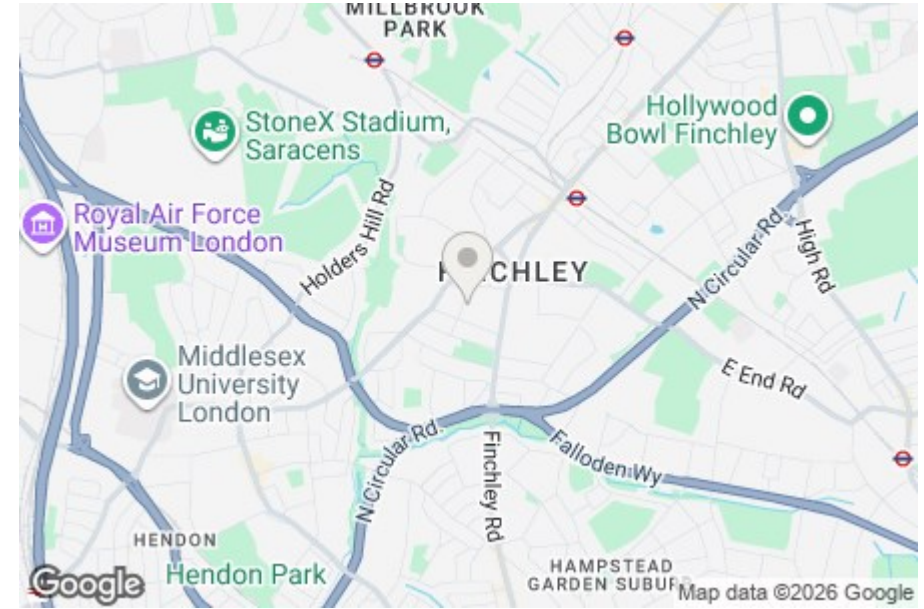 MILLBROOK
PARK
StoneX Stadium,
Saracens
Hollywood
Bowl Finchley
Royal Air Force
Museum London
Holders Hill Rd
FINCHLEY
N Circular Rd
High Rd
Middlesex
University
London
E End Rd
N Circular Rd
Finchley Rd
Falloden Wy
HENDON
Hendon Park
HAMPSTEAD
GARDEN SUBURB
Google
Map data ©2026 Google